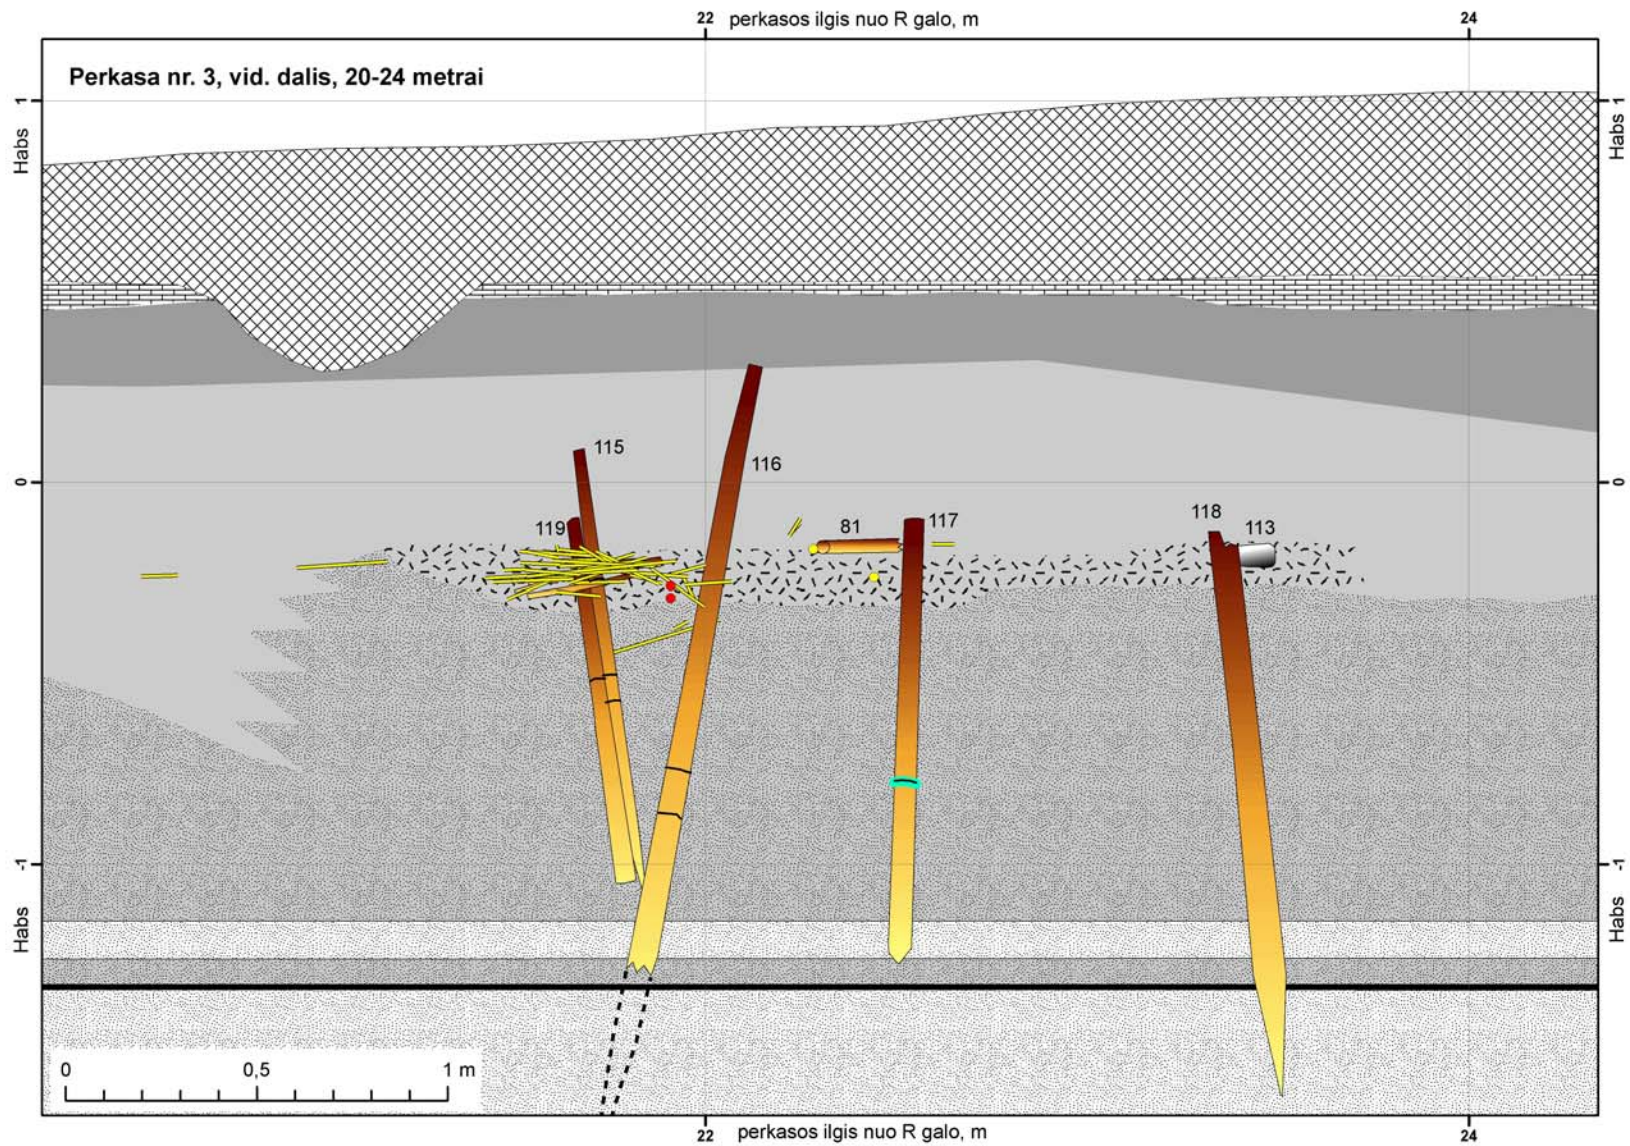 22 perkasos ilgis nuo R galo, m 24
Perkasa nr. 3, vid. dalis, 20-24 metrai
1 1
Habs Habs
115
116
0 0
119 81 117 118 113
-1 -1
Habs Habs
0 0,5 1 m
22 perkasos ilgis nuo R galo, m 24